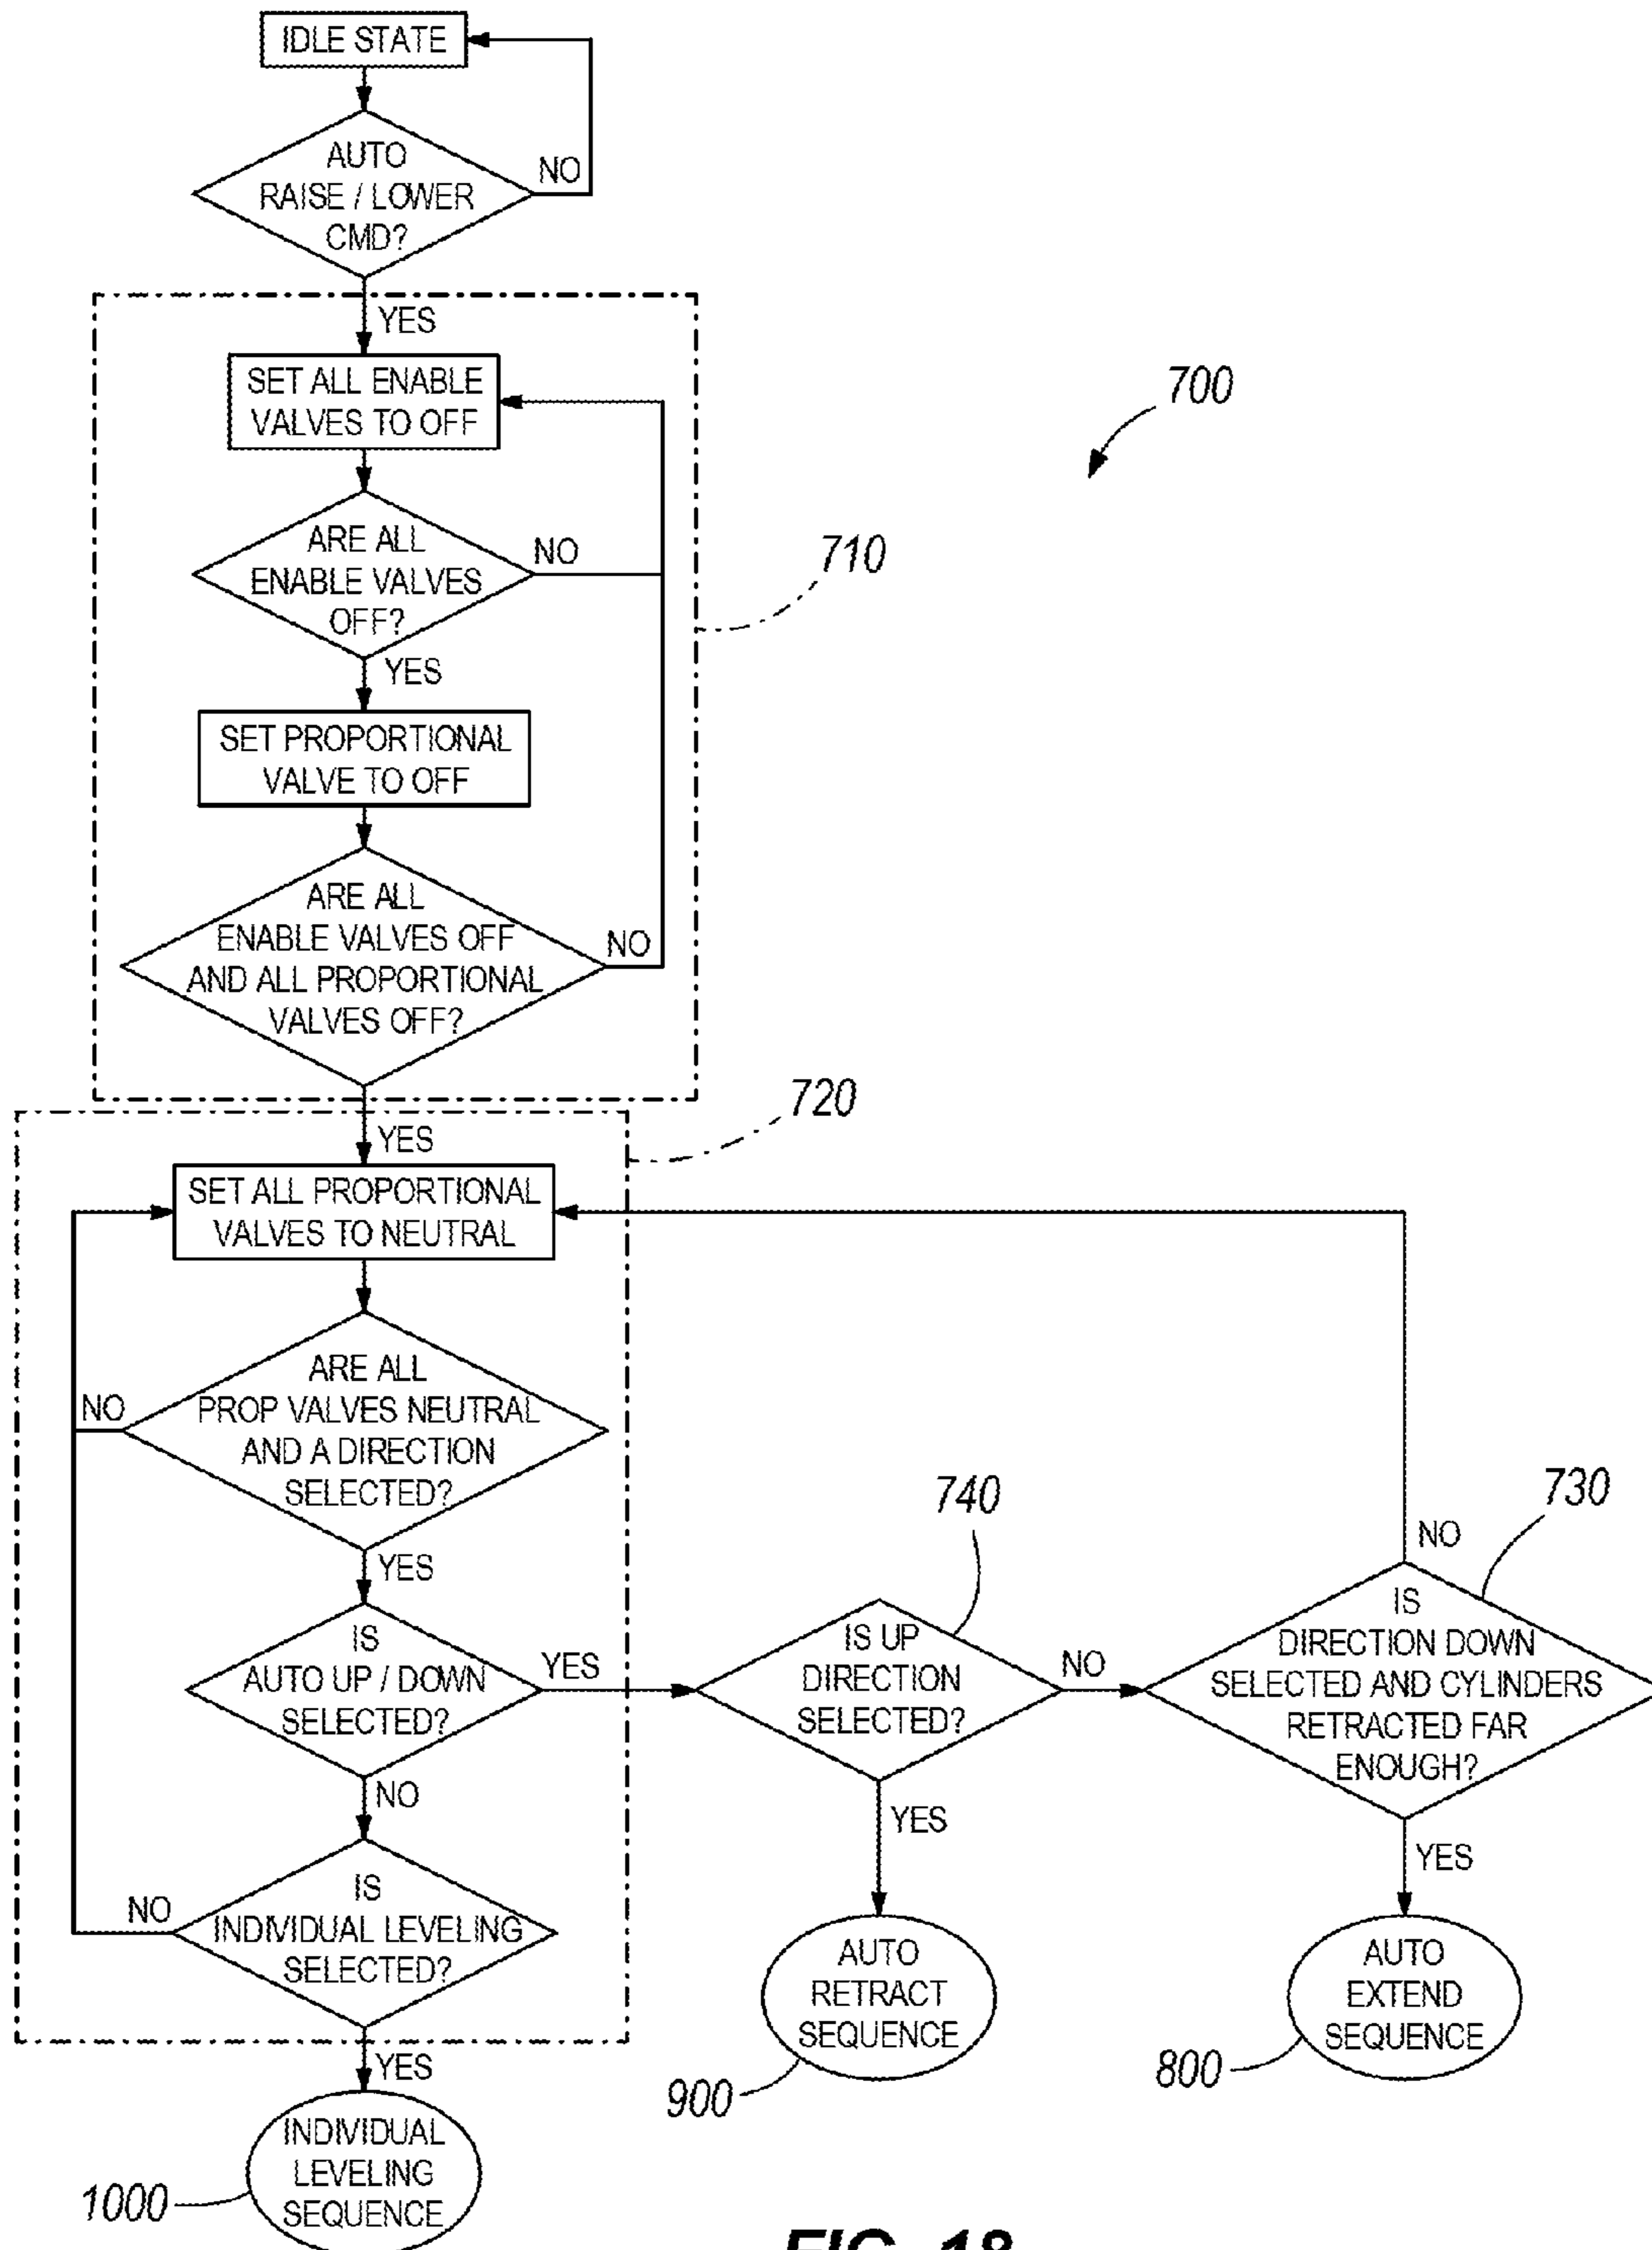 IDLE STATE
AUTO
RAISE / LOWER
CMD?
NO
YES
SET ALL ENABLE
VALVES TO OFF
700
ARE ALL
ENABLE VALVES
OFF?
NO
710
YES
SET PROPORTIONAL
VALVE TO OFF
ARE ALL
ENABLE VALVES OFF
AND ALL PROPORTIONAL
VALVES OFF?
NO
720
YES
SET ALL PROPORTIONAL
VALVES TO NEUTRAL
ARE ALL
PROP VALVES NEUTRAL
AND A DIRECTION
SELECTED?
NO
YES
IS
AUTO UP / DOWN
SELECTED?
YES
740
IS UP
DIRECTION
SELECTED?
NO
730
NO
IS
DIRECTION DOWN
SELECTED AND CYLINDERS
RETRACTED FAR
ENOUGH?
NO
IS
INDIVIDUAL LEVELING
SELECTED?
NO
YES
AUTO
RETRACT
SEQUENCE
900
YES
AUTO
EXTEND
SEQUENCE
800
YES
INDIVIDUAL
LEVELING
SEQUENCE
1000
FIG. 18